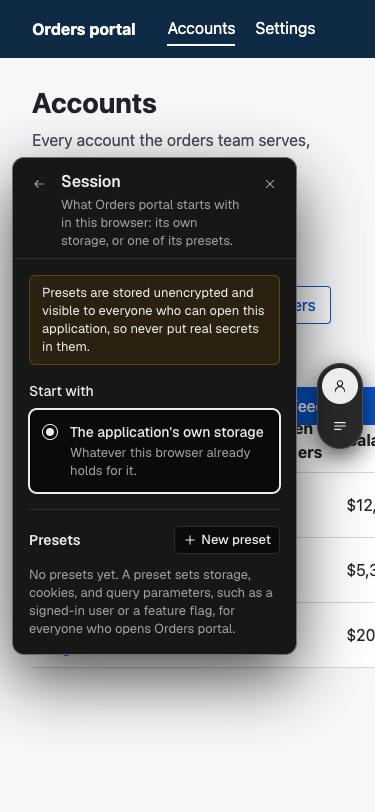 Orders portal
Accounts
Settings
Accounts
Every account the orders team serves,
Session
What Orders portal starts with
in this browser: its own
storage, or one of its presets.
Presets are stored unencrypted and
visible to everyone who can open this
application, so never put real secrets
in them.
Start with
The application's own storage
Whatever this browser already
holds for it.
Presets
New preset
No presets yet. A preset sets storage,
cookies, and query parameters, such as a
signed-in user or a feature flag, for
everyone who opens Orders portal.
$12,
$5,3
$20